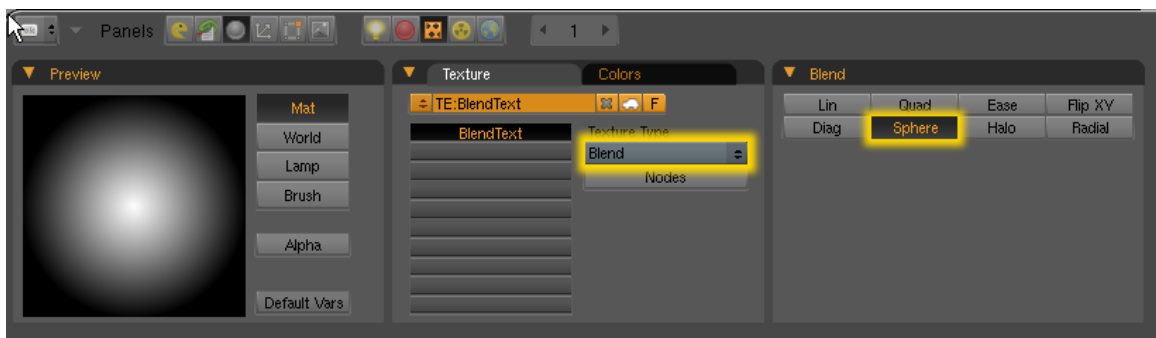 Panels 1
Preview
Mat
World
Lamp
Brush
Alpha
Default Vars
Texture Colors
TE:BlendText F
BlendText
Texture Type
Blend
Nodes
Blend
Lin Quad Ease Flip XY
Diag Sphere Halo Radial